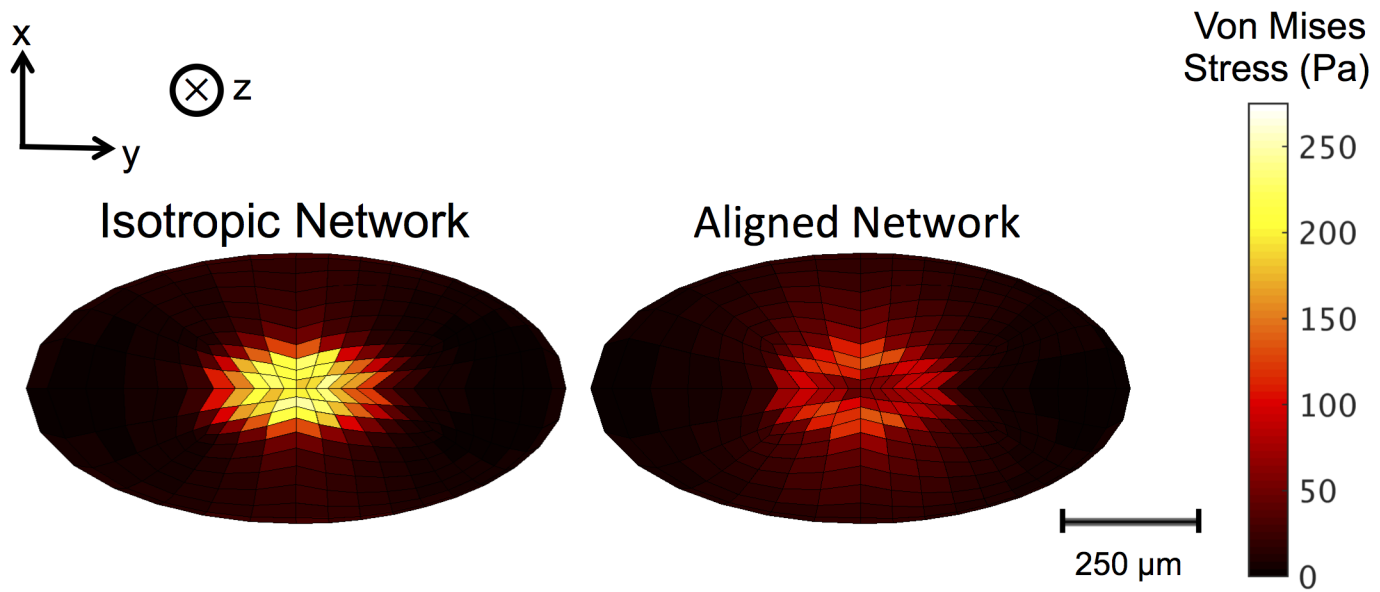 x
z
y
Von Mises
Stress (Pa)
Isotropic Network
Aligned Network
250
200
150
100
50
0
250 μm